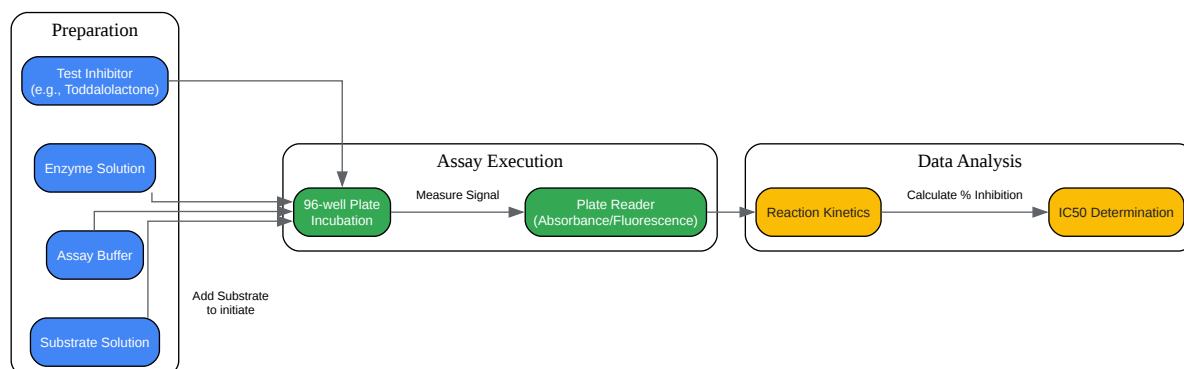 Preparation
Test Inhibitor
(e.g., Toddalolactone)
Enzyme Solution
Assay Buffer
Substrate Solution
Add Substrate
to initiate
Assay Execution
96-well Plate
Incubation
Measure Signal
Plate Reader
(Absorbance/Fluorescence)
Data Analysis
Reaction Kinetics
Calculate % Inhibition
IC50 Determination